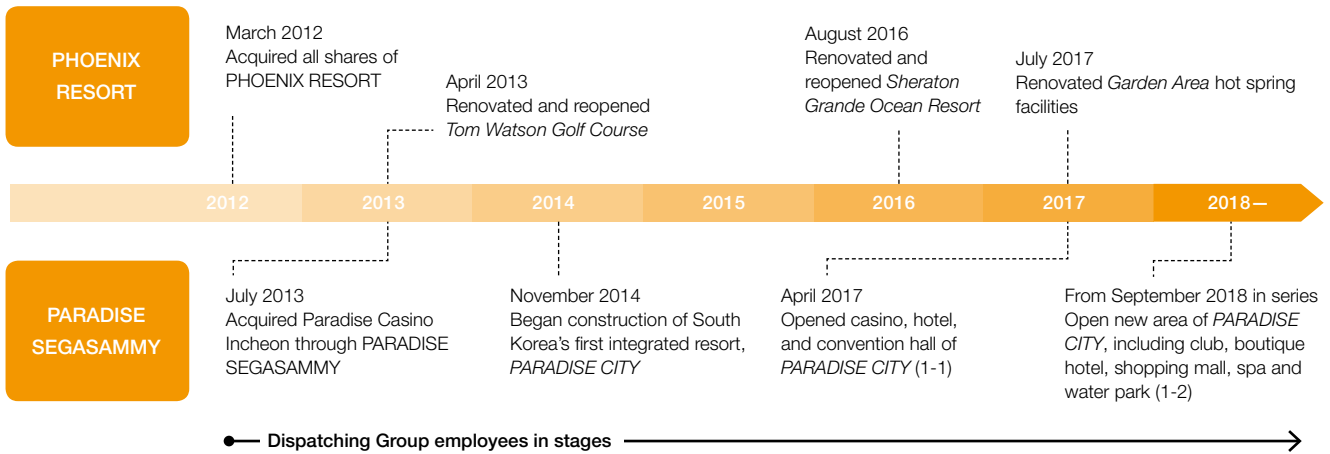 PHOENIX
RESORT
March 2012
Acquired all shares of
PHOENIX RESORT
April 2013
Renovated and reopened
Tom Watson Golf Course
August 2016
Renovated and
reopened Sheraton
Grande Ocean Resort
July 2017
Renovated Garden Area hot spring
facilities
2012 2013 2014 2015 2016 2017 2018—
PARADISE
SEGASAMMY
July 2013
Acquired Paradise Casino
Incheon through PARADISE
SEGASAMMY
November 2014
Began construction of South
Korea’s first integrated resort,
PARADISE CITY
April 2017
Opened casino, hotel,
and convention hall of
PARADISE CITY (1-1)
From September 2018 in series
Open new area of PARADISE
CITY, including club, boutique
hotel, shopping mall, spa and
water park (1-2)
Dispatching Group employees in stages